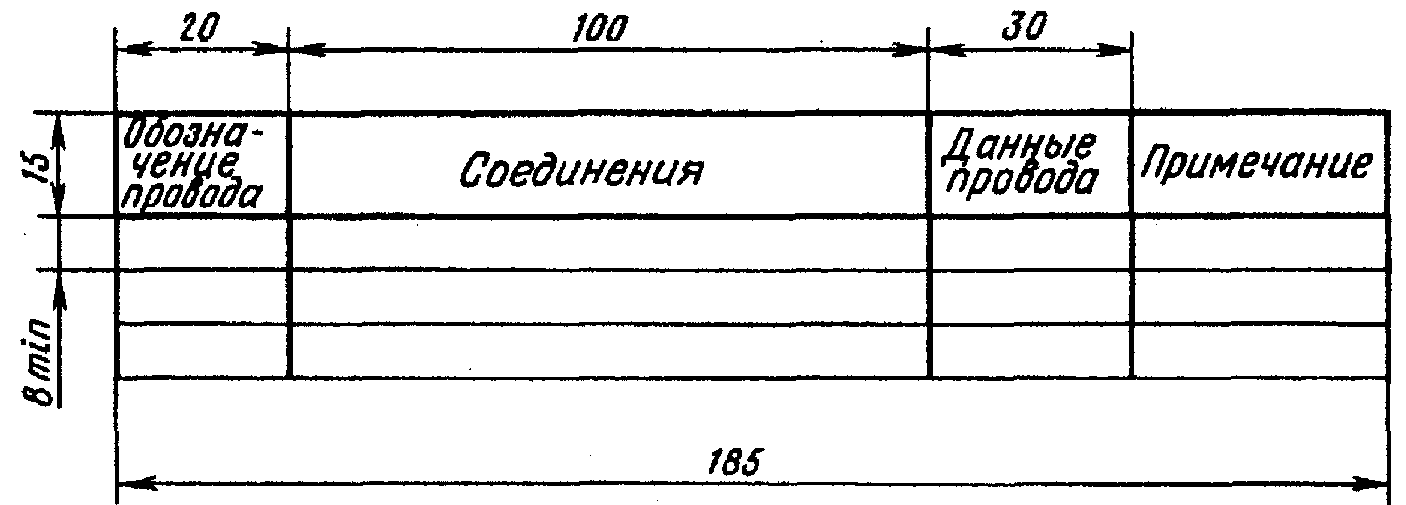 20 100 30
15
Обозна-
чение
провода
Соединения
Данные
провода
Примечание
8 min
185